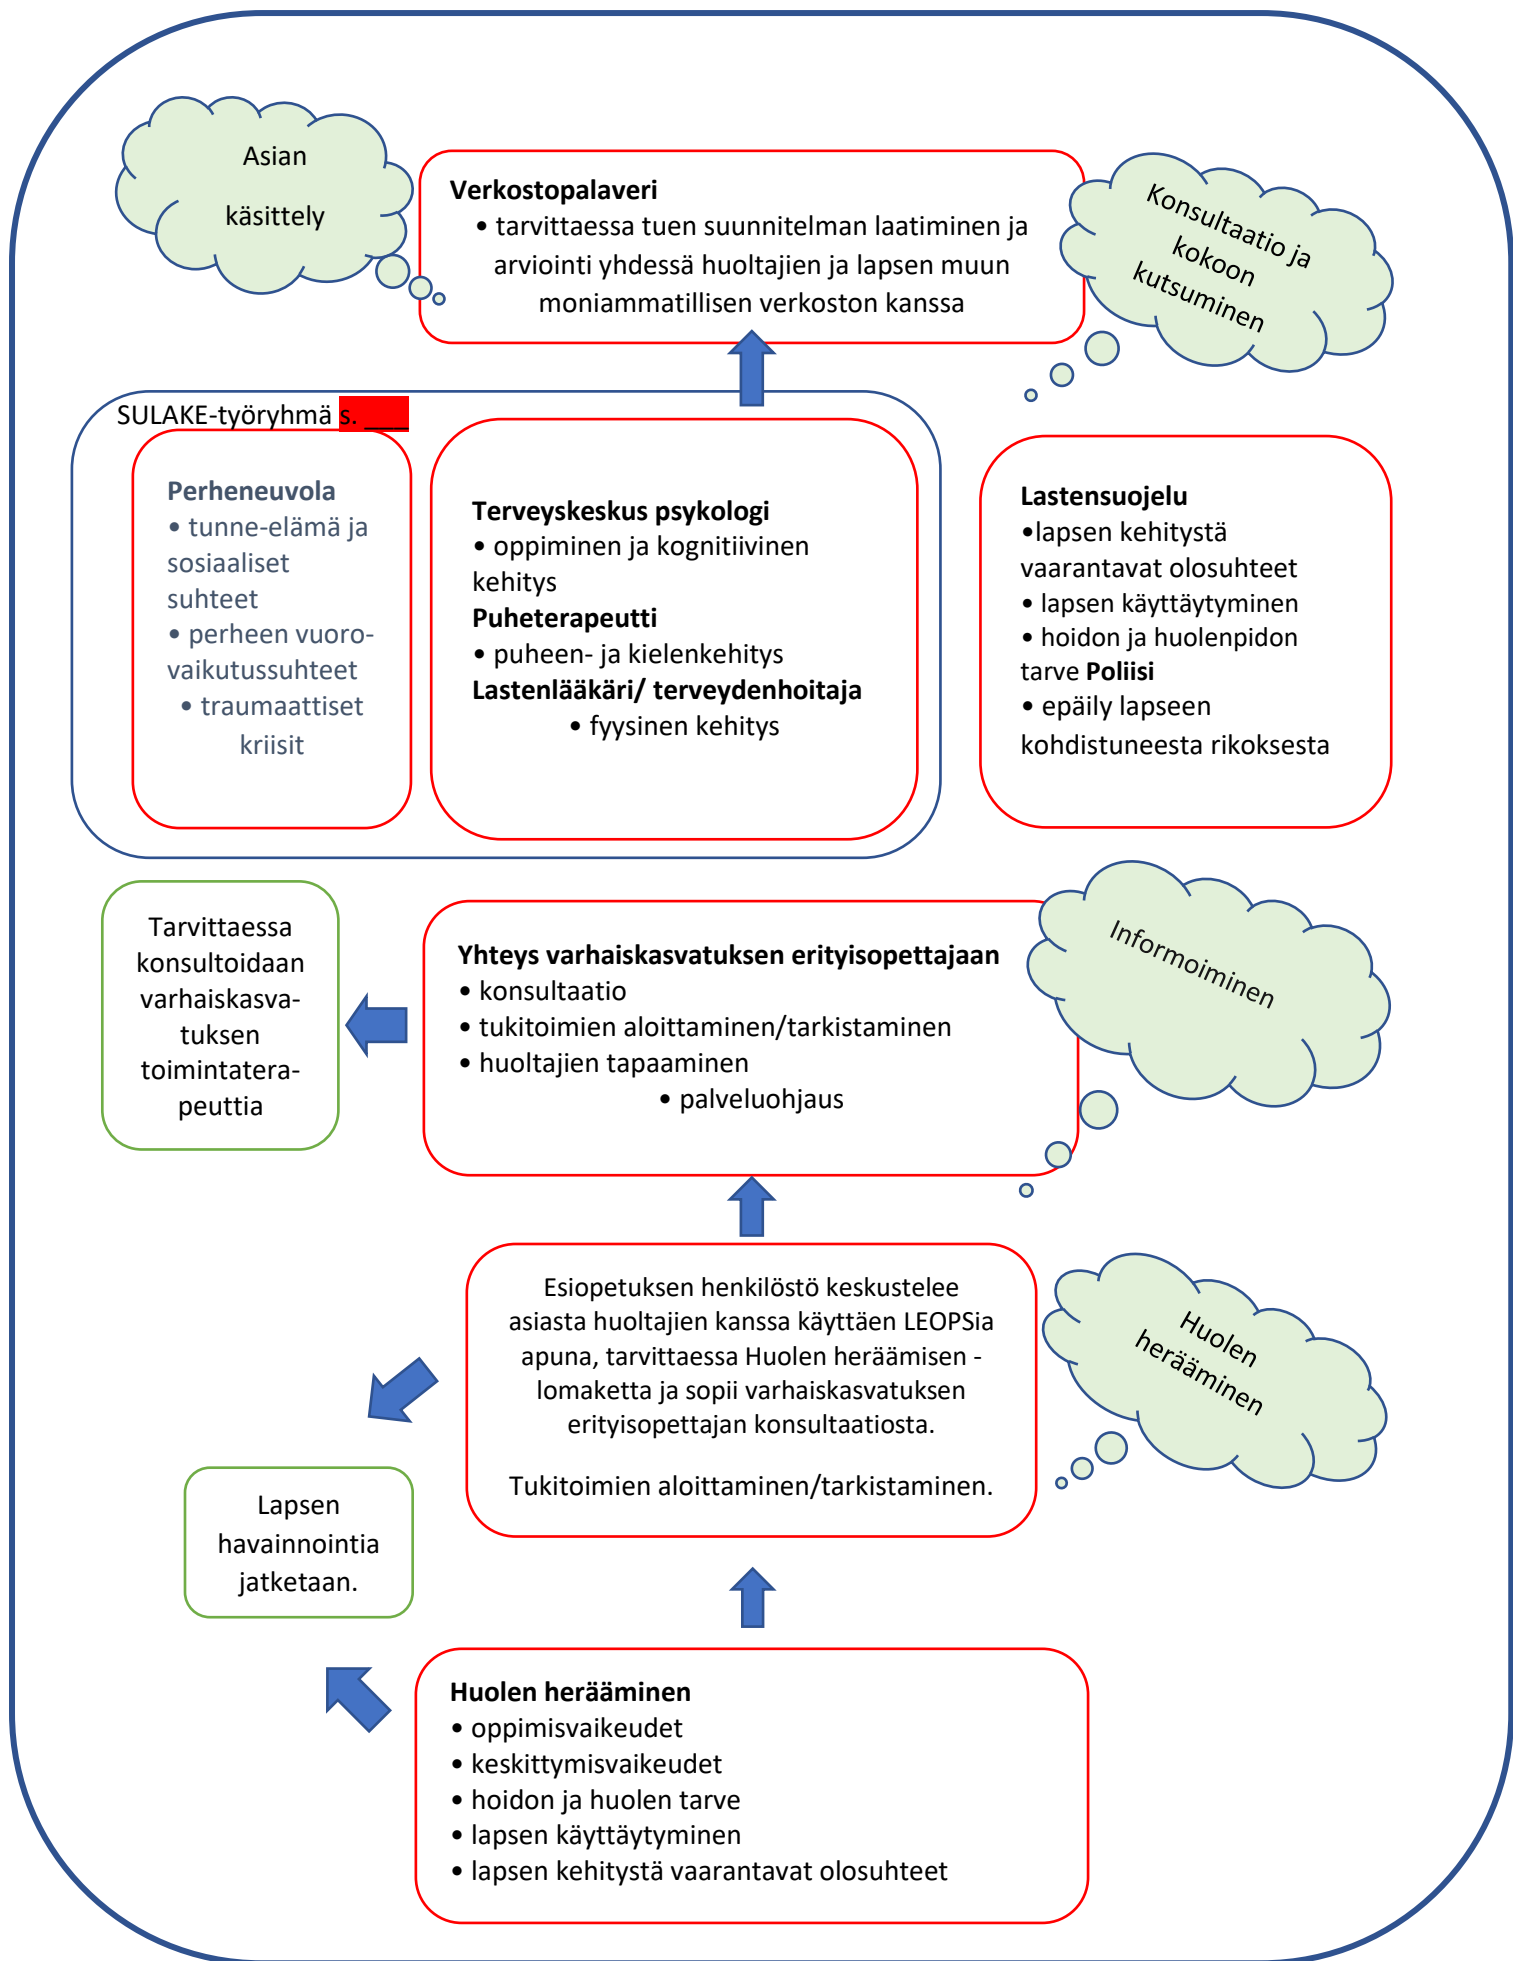 Asian
käsittely
Verkostopalaveri
• tarvittaessa tuen suunnitelman laatiminen ja
arviointi yhdessä huoltajien ja lapsen muun
moniammatillisen verkoston kanssa
Konsultaatio ja
kokoon
kutsuminen
SULAKE-työryhmä s. ___
Perheneuvola
• tunne-elämä ja
sosiaaliset
suhteet
• perheen vuoro-
vaikutussuhteet
• traumaattiset
kriisit
Terveyskeskus psykologi
• oppiminen ja kognitiivinen
kehitys
Puheterapeutti
• puheen- ja kielenkehitys
Lastenlääkäri/ terveydenhoitaja
• fyysinen kehitys
Lastensuojelu
•lapsen kehitystä
vaarantavat olosuhteet
• lapsen käyttäytyminen
• hoidon ja huolenpidon
tarve Poliisi
• epäily lapseen
kohdistuneesta rikoksesta
Tarvittaessa
konsultoidaan
varhaiskasva-
tuksen
toimintatera-
peuttia
Yhteys varhaiskasvatuksen erityisopettajaan
• konsultaatio
• tukitoimien aloittaminen/tarkistaminen
• huoltajien tapaaminen
• palveluohjaus
Informoiminen
Esiopetuksen henkilöstö keskustelee
asiasta huoltajien kanssa käyttäen LEOPSia
apuna, tarvittaessa Huolen heräämisen -
lomaketta ja sopii varhaiskasvatuksen
erityisopettajan konsultaatiosta.
Tukitoimien aloittaminen/tarkistaminen.
Huolen
herääminen
Lapsen
havainnointia
jatketaan.
Huolen herääminen
• oppimisvaikeudet
• keskittymisvaikeudet
• hoidon ja huolen tarve
• lapsen käyttäytyminen
• lapsen kehitystä vaarantavat olosuhteet